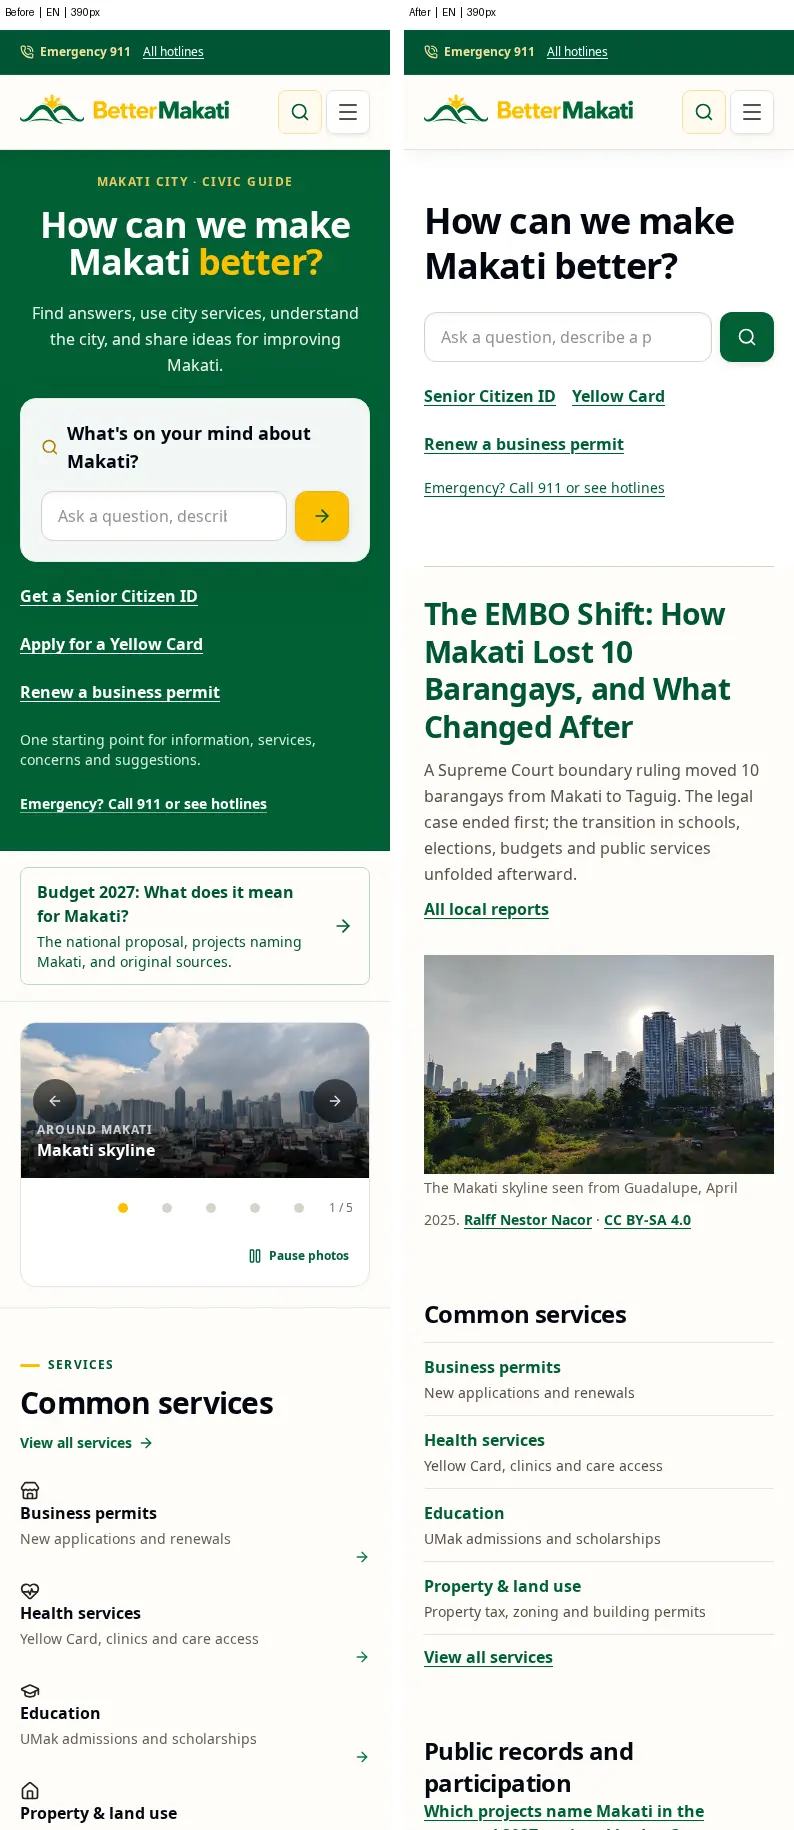 Before | EN | 390px
Emergency 911 All hotlines
BetterMakati
MAKATI CITY · CIVIC GUIDE
How can we make
Makati better?
Find answers, use city services, understand
the city, and share ideas for improving
Makati.
What's on your mind about
Makati?
Ask a question, describ
Get a Senior Citizen ID
Apply for a Yellow Card
Renew a business permit
One starting point for information, services,
concerns and suggestions.
Emergency? Call 911 or see hotlines
Budget 2027: What does it mean
for Makati?
The national proposal, projects naming
Makati, and original sources.
AROUND MAKATI
Makati skyline
1 / 5
Pause photos
SERVICES
Common services
View all services
Business permits
New applications and renewals
Health services
Yellow Card, clinics and care access
Education
UMak admissions and scholarships
Property & land use
After | EN | 390px
Emergency 911 All hotlines
BetterMakati
How can we make
Makati better?
Ask a question, describe a p
Senior Citizen ID Yellow Card
Renew a business permit
Emergency? Call 911 or see hotlines
The EMBO Shift: How
Makati Lost 10
Barangays, and What
Changed After
A Supreme Court boundary ruling moved 10
barangays from Makati to Taguig. The legal
case ended first; the transition in schools,
elections, budgets and public services
unfolded afterward.
All local reports
The Makati skyline seen from Guadalupe, April
2025. Ralff Nestor Nacor · CC BY-SA 4.0
Common services
Business permits
New applications and renewals
Health services
Yellow Card, clinics and care access
Education
UMak admissions and scholarships
Property & land use
Property tax, zoning and building permits
View all services
Public records and
participation
Which projects name Makati in the